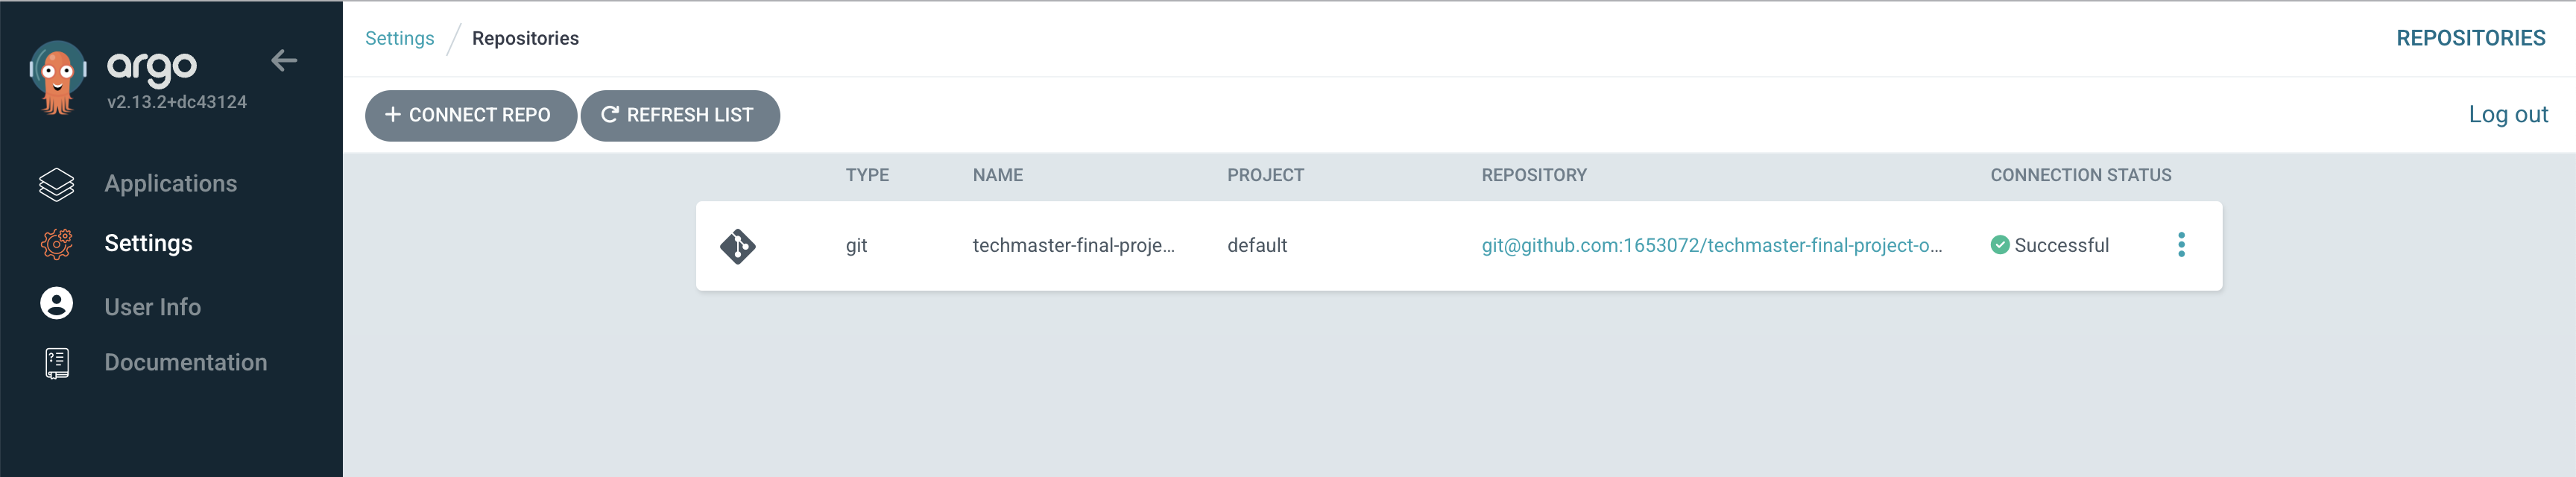 argo
v2.13.2+dc43124
Applications
Settings
User Info
Documentation
Settings / Repositories
REPOSITORIES
+ CONNECT REPO
REFRESH LIST
Log out
TYPE NAME PROJECT REPOSITORY CONNECTION STATUS
git techmaster-final-proje... default git@github.com:1653072/techmaster-final-project-o... Successful